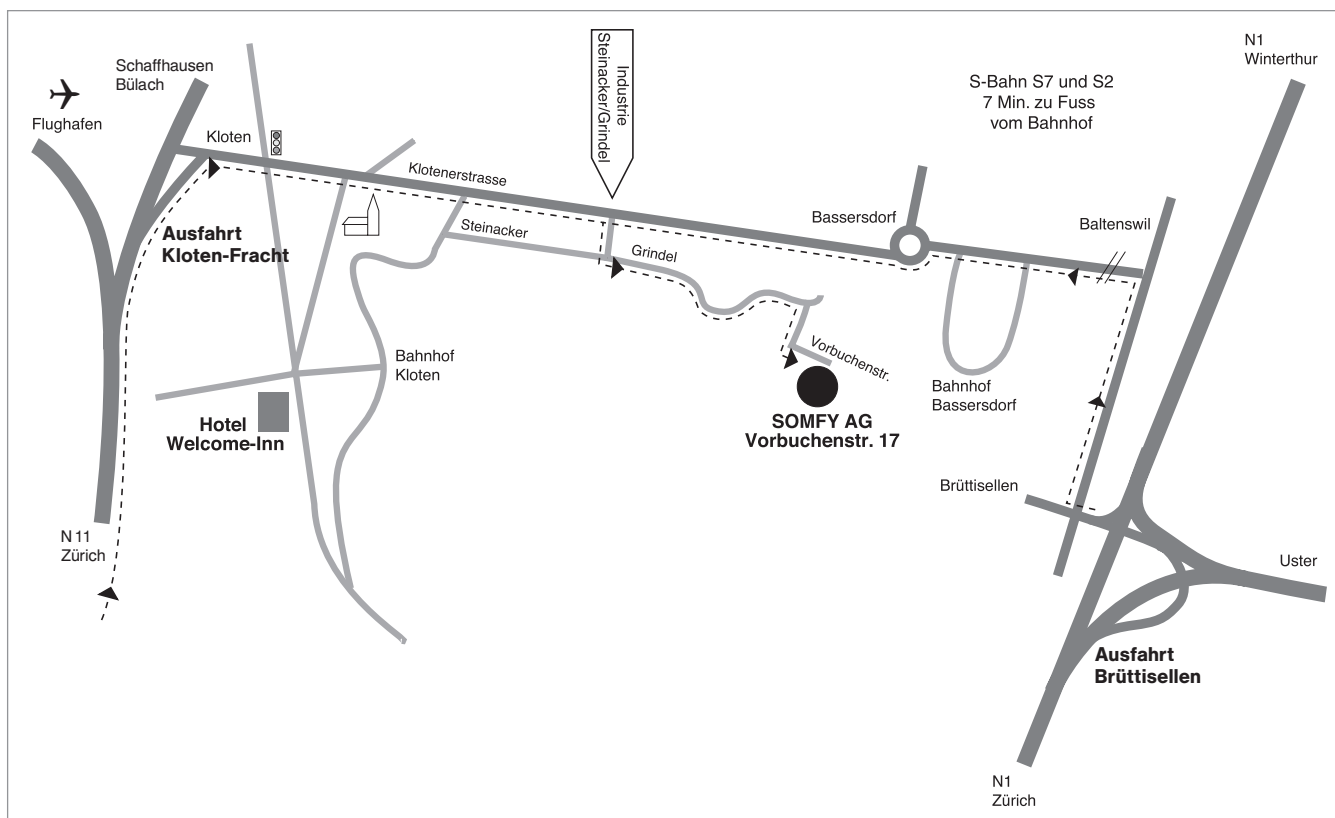 N1
Winterthur
Schaffhausen
Bülach
S-Bahn S7 und S2
7 Min. zu Fuss
vom Bahnhof
Industrie
Steinacker/Grindel
Flughafen
Kloten
Klotenerstrasse
Bassersdorf
Baltenswil
Steinacker
Ausfahrt
Kloten-Fracht
Grindel
Vorbuchenstr.
Bahnhof
Kloten
Bahnhof
Bassersdorf
Hotel
Welcome-Inn
SOMFY AG
Vorbuchenstr. 17
Brüttisellen
N 11
Zürich
Uster
Ausfahrt
Brüttisellen
N1
Zürich